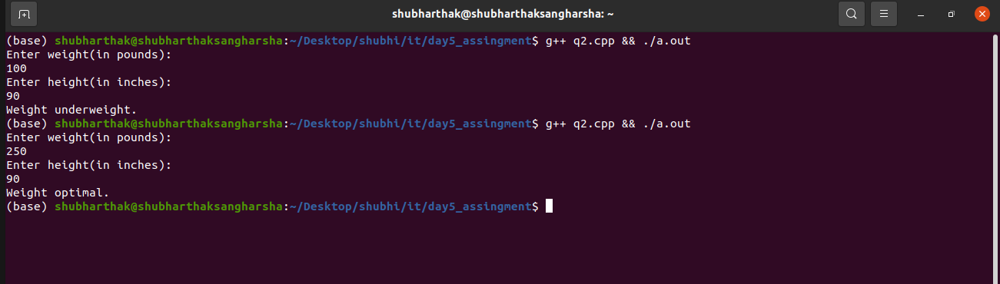 shubharthak@shubharthaksangharsha: ~
(base) shubharthak@shubharthaksangharsha:~/Desktop/shubhi/it/day5_assingment$ g++ q2.cpp && ./a.out
Enter weight(in pounds):
100
Enter height(in inches):
90
Weight underweight.
(base) shubharthak@shubharthaksangharsha:~/Desktop/shubhi/it/day5_assingment$ g++ q2.cpp && ./a.out
Enter weight(in pounds):
250
Enter height(in inches):
90
Weight optimal.
(base) shubharthak@shubharthaksangharsha:~/Desktop/shubhi/it/day5_assingment$